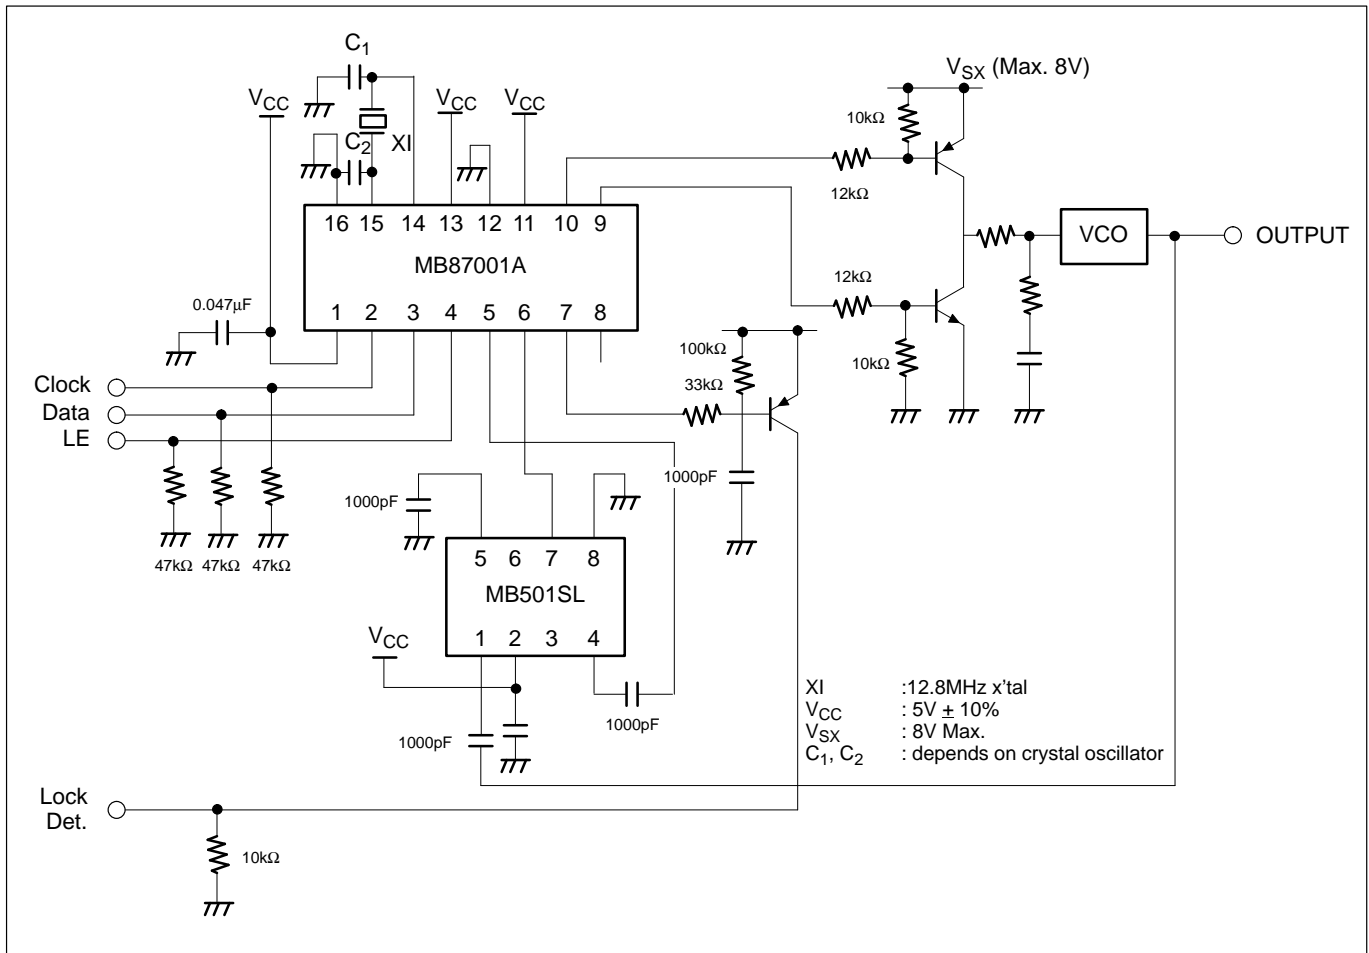 C1
VSX (Max. 8V)
VCC
VCC
VCC
10kΩ
C2
XI
12kΩ
16 15 14 13 12 11 10 9
MB87001A
VCO
OUTPUT
12kΩ
0.047μF
1 2 3 4 5 6 7 8
100kΩ
10kΩ
33kΩ
Clock
Data
LE
1000pF
1000pF
47kΩ
47kΩ
47kΩ
5 6 7 8
MB501SL
1 2 3 4
VCC
1000pF
1000pF
XI :12.8MHz x'tal
VCC : 5V ± 10%
VSX : 8V Max.
C1, C2 : depends on crystal oscillator
Lock
Det.
10kΩ